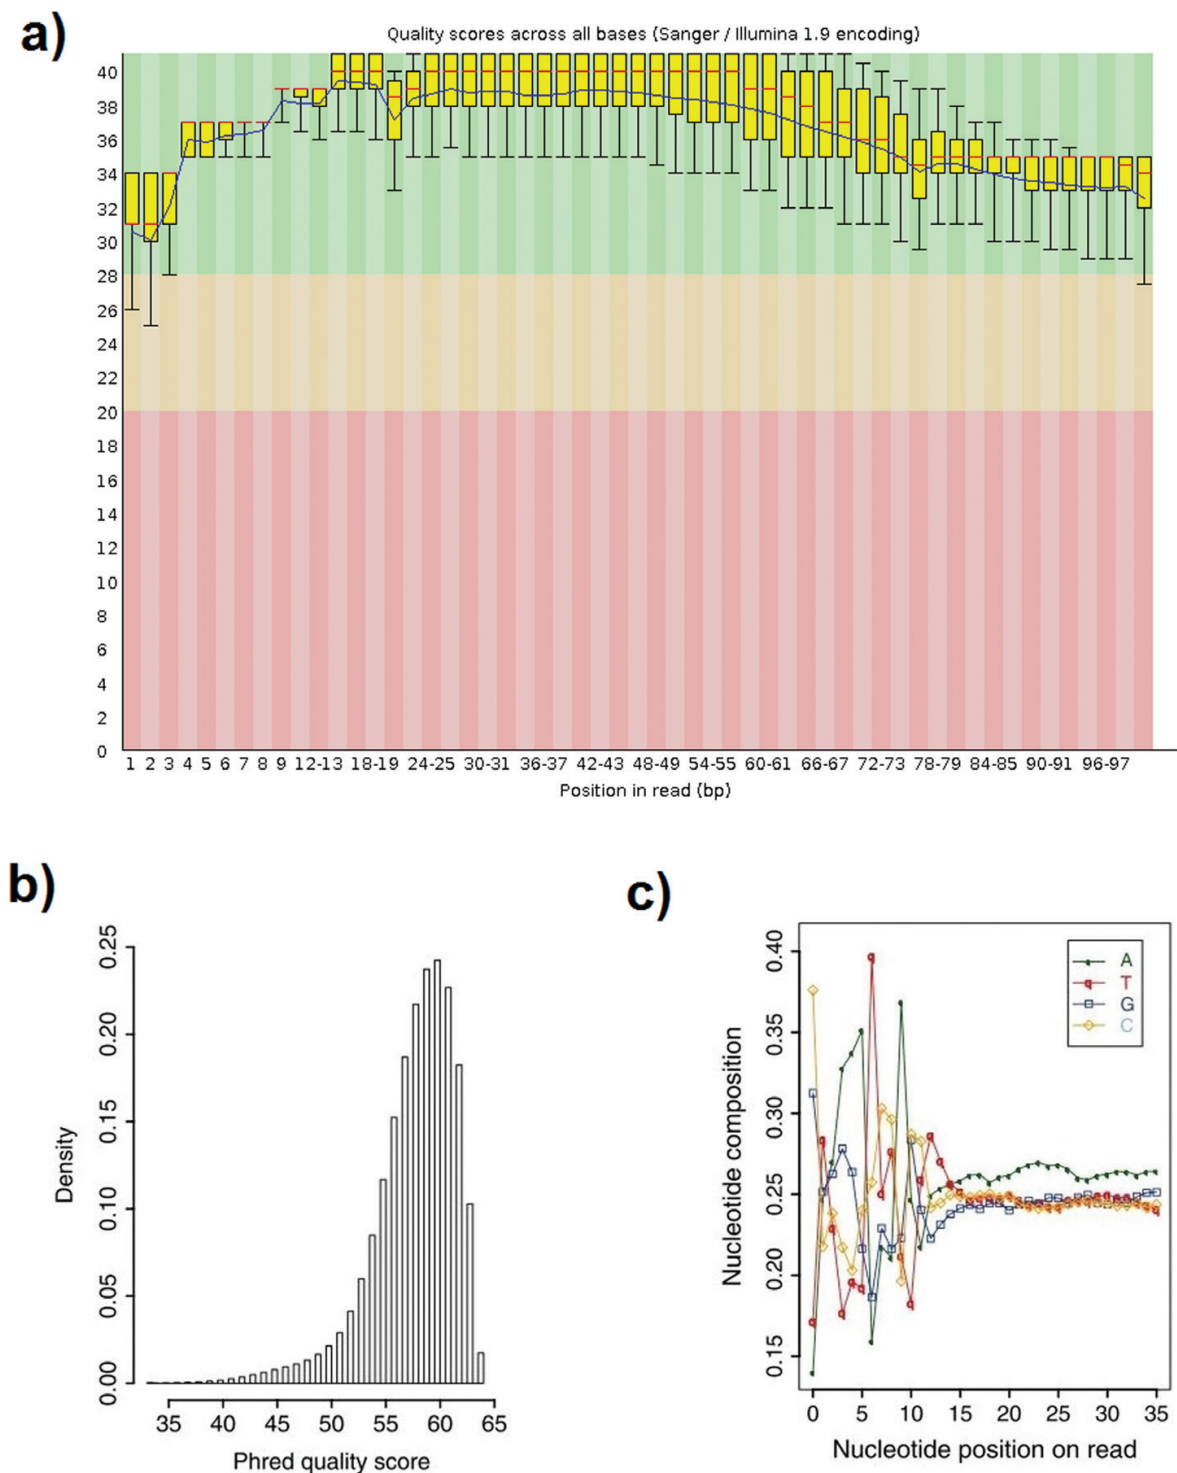 a)
Quality scores across all bases (Sanger / Illumina 1.9 encoding)
40
38
36
34
32
30
28
26
24
22
20
18
16
14
12
10
8
6
4
2
0
1 2 3 4 5 6 7 8 9 12-13 18-19 24-25 30-31 36-37 42-43 48-49 54-55 60-61 66-67 72-73 78-79 84-85 90-91 96-97
Position in read (bp)
b)
0.25
0.20
0.15
0.10
0.05
0.00
Density
35 40 45 50 55 60 65
Phred quality score
c)
0.40
0.35
0.30
0.25
0.20
0.15
Nucleotide composition
A
T
G
C
0 5 10 15 20 25 30 35
Nucleotide position on read